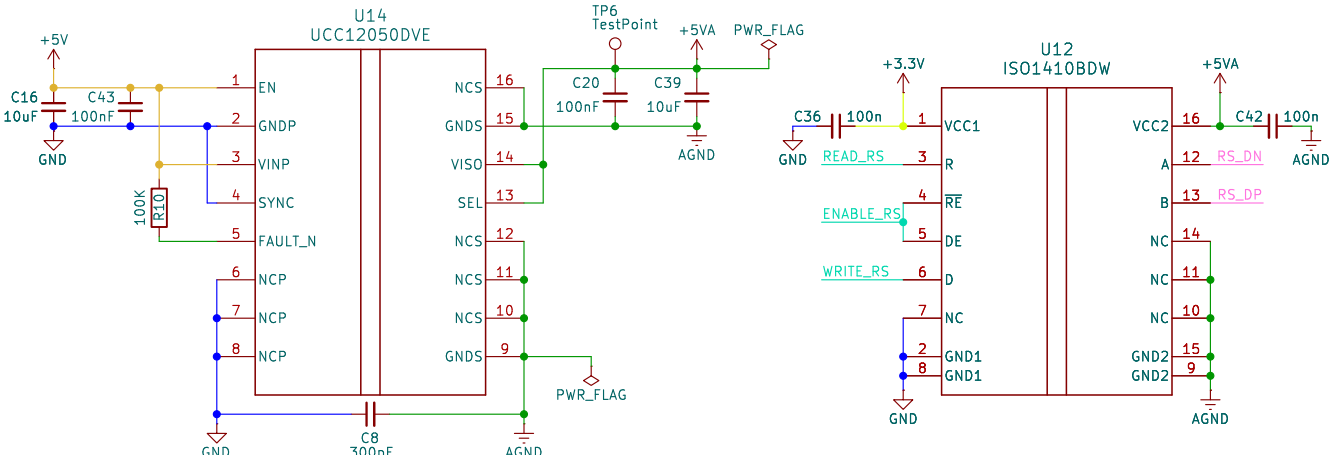 U14
UCC12050DVE
+5V
C16
10uF
C43
100nF
GND
100K
R10
1 EN
2 GNDP
3 VINP
4 SYNC
5 FAULT_N
6 NCP
7 NCP
8 NCP
NCS 16
GNDS 15
VISO 14
SEL 13
NCS 12
NCS 11
NCS 10
GNDS 9
TP6
TestPoint
+5VA
PWR_FLAG
C20
100nF
C39
10uF
AGND
PWR_FLAG
C8
300nF
GND
AGND
U12
ISO1410BDW
+3.3V
C36 100n
GND
READ_RS
ENABLE_RS
WRITE_RS
1 VCC1
3 R
4 RE
5 DE
6 D
7 NC
2 GND1
8 GND1
GND
VCC2 16
A 12
B 13
NC 14
NC 11
NC 10
GND2 15
GND2 9
+5VA
C42 100n
AGND
RS_DN
RS_DP
AGND